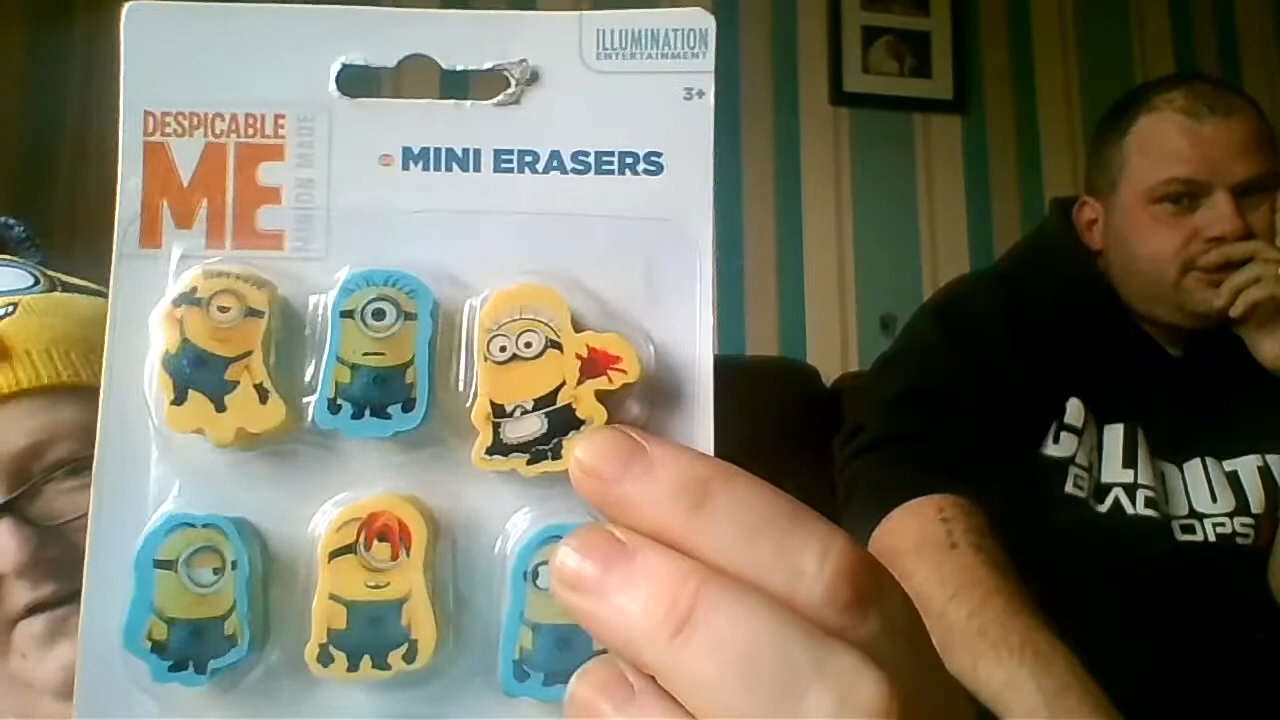 ILLUMINATION
ENTERTAINMENT
3+
DESPICABLE
ME
MINION MADE
MINI ERASERS
CALL OF DUTY
BLACK OPS